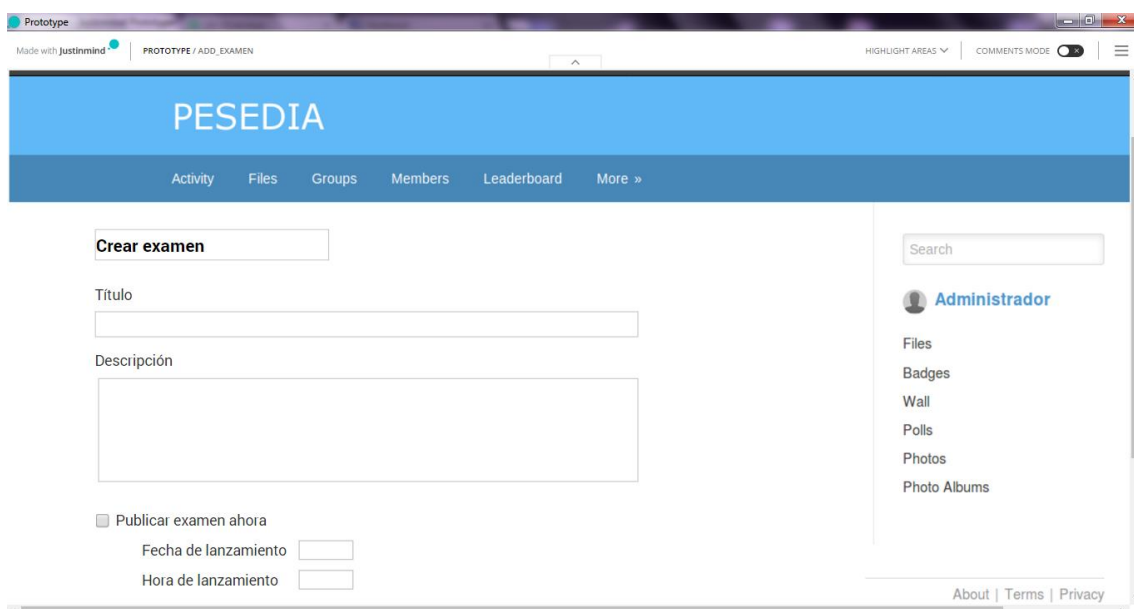 Prototype
Made with Justinmind
PROTOTYPE / ADD_EXAMEN
HIGHLIGHT AREAS
COMMENTS MODE
PESEDIA
Activity Files Groups Members Leaderboard More »
Crear examen
Título
Descripción
Publicar examen ahora
Fecha de lanzamiento
Hora de lanzamiento
Search
Administrador
Files
Badges
Wall
Polls
Photos
Photo Albums
About | Terms | Privacy